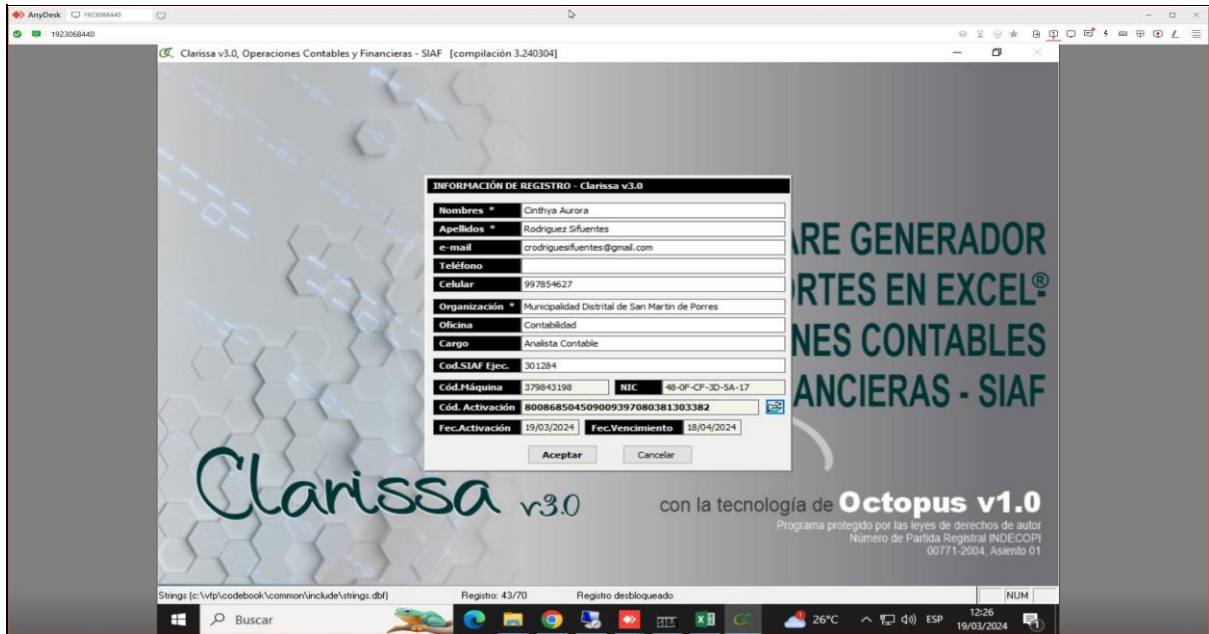 AnyDesk 1923068440
1923068440
Clarissa v3.0, Operaciones Contables y Financieras - SIAF [compilación 3.240304]
INFORMACIÓN DE REGISTRO - Clarissa v3.0
Nombres * Cinthya Aurora
Apellidos * Rodriguez Sifuentes
e-mail crodriguesifuentes@gmail.com
Teléfono
Celular 997854627
Organización * Municipalidad Distrital de San Martin de Porres
Oficina Contabilidad
Cargo Analista Contable
Cod.SIAF Ejec. 301284
Cód.Máquina 379843198 NIC 48-0F-CF-3D-5A-17
Cód. Activación 800868504509009397080381303382
Fec.Activación 19/03/2024 Fec.Vencimiento 18/04/2024
Aceptar Cancelar
ARE GENERADOR
RTES EN EXCEL®
NES CONTABLES
ANCIERAS - SIAF
Clarissa v3.0
con la tecnología de Octopus v1.0
Programa protegido por las leyes de derechos de autor
Número de Partida Registral INDECOPI
00771-2004, Asiento 01
Strings (c:\vfp\codebook\common\include\strings.dbf) Registro: 43/70 Registro desbloqueado NUM
Buscar 26°C ESP 12:26
19/03/2024